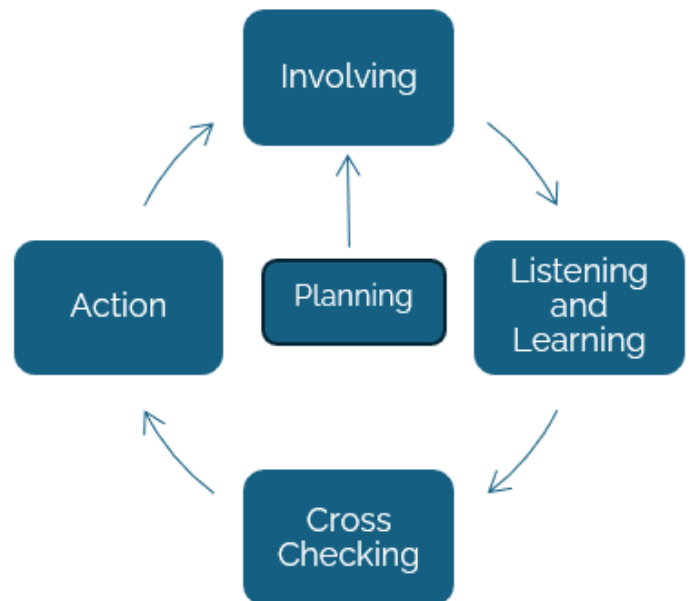 Involving
Action
Planning
Listening
and
Learning
Cross
Checking